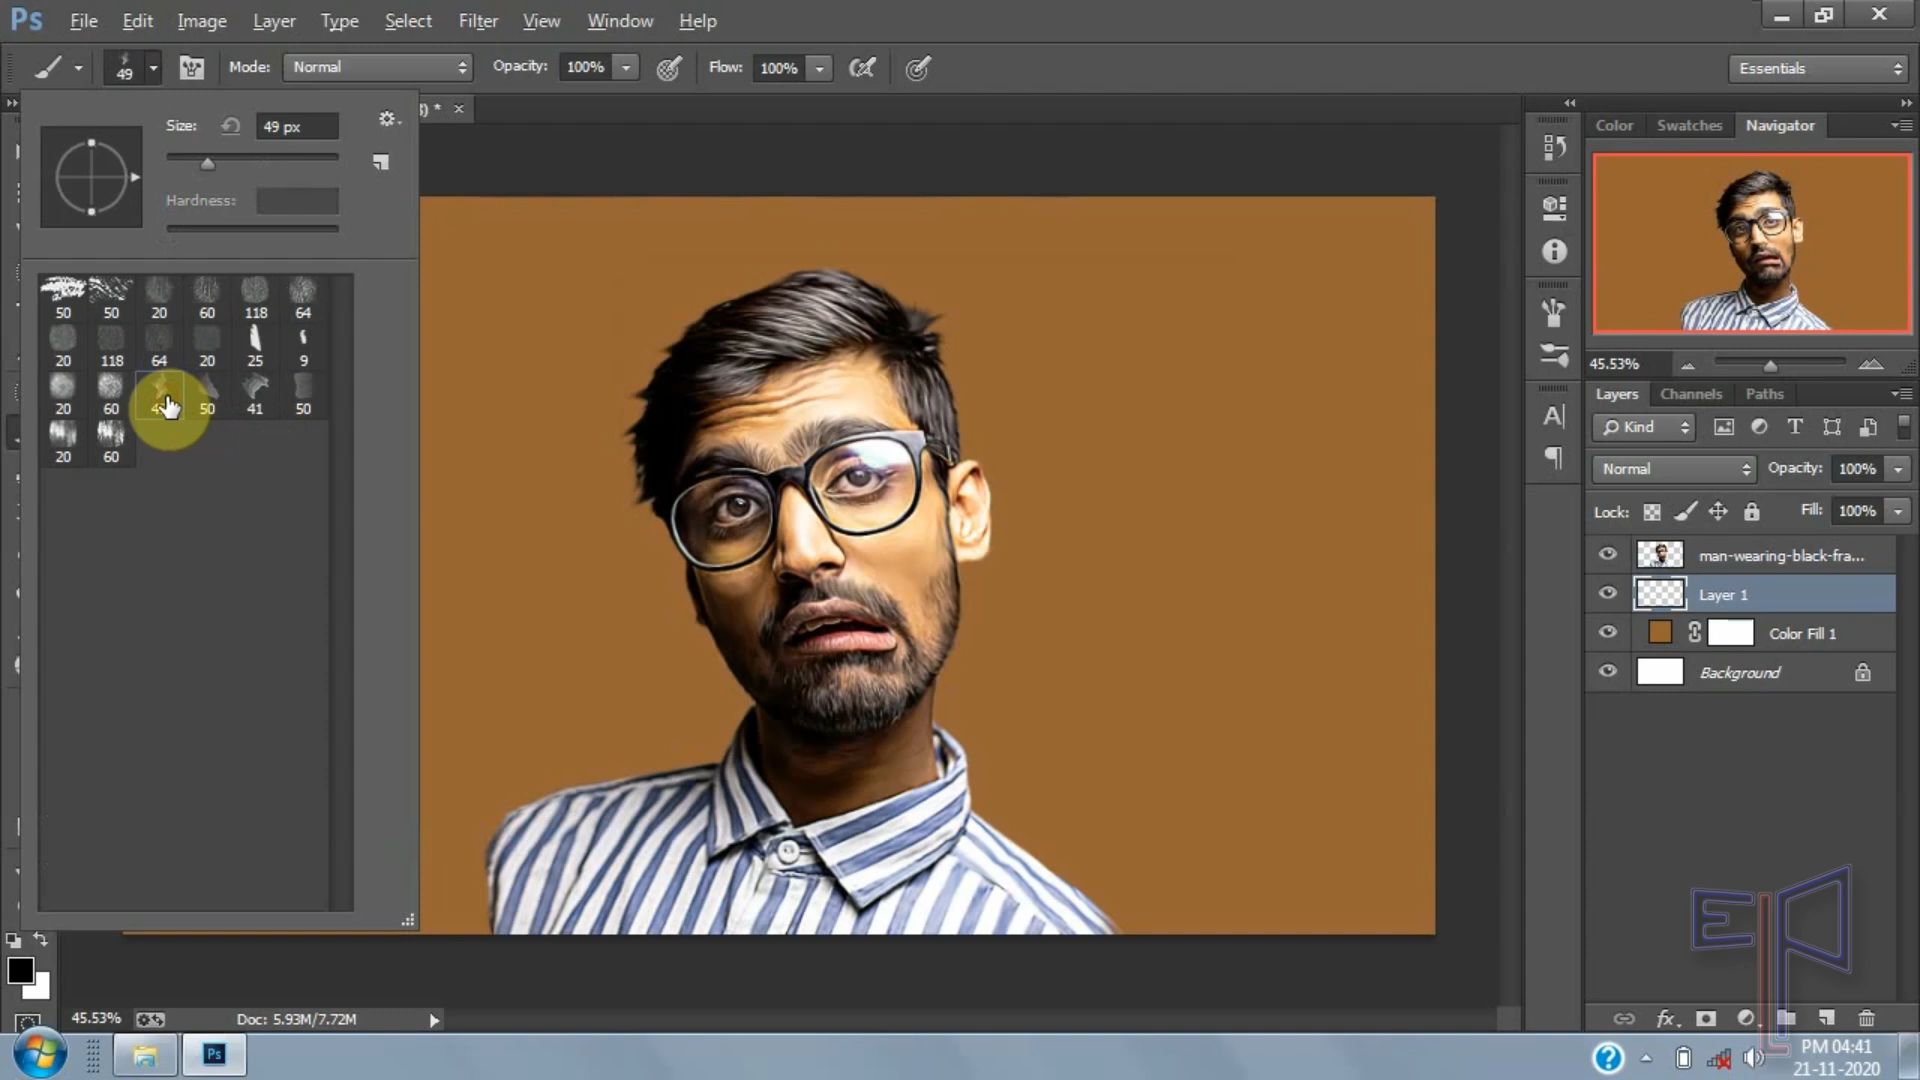 Ps File Edit Image Layer Type Select Filter View Window Help
49 Mode: Normal Opacity: 100% Flow: 100% Essentials
) * ×
Size: 49 px
Hardness:
50 50 20 60 118 64
20 118 64 20 25 9
20 60 50 41 50
20 60
Color Swatches Navigator
45.53%
Layers Channels Paths
Kind
Normal Opacity: 100%
Lock: Fill: 100%
man-wearing-black-fra...
Layer 1
Color Fill 1
Background
45.53% Doc: 5.93M/7.72M
Ps
PM 04:41
21-11-2020